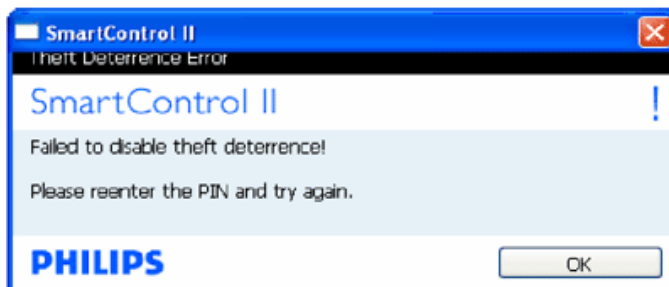 SmartControl II
Theft Deterrence Error
SmartControl II
!
Failed to disable theft deterrence!
Please reenter the PIN and try again.
PHILIPS
OK